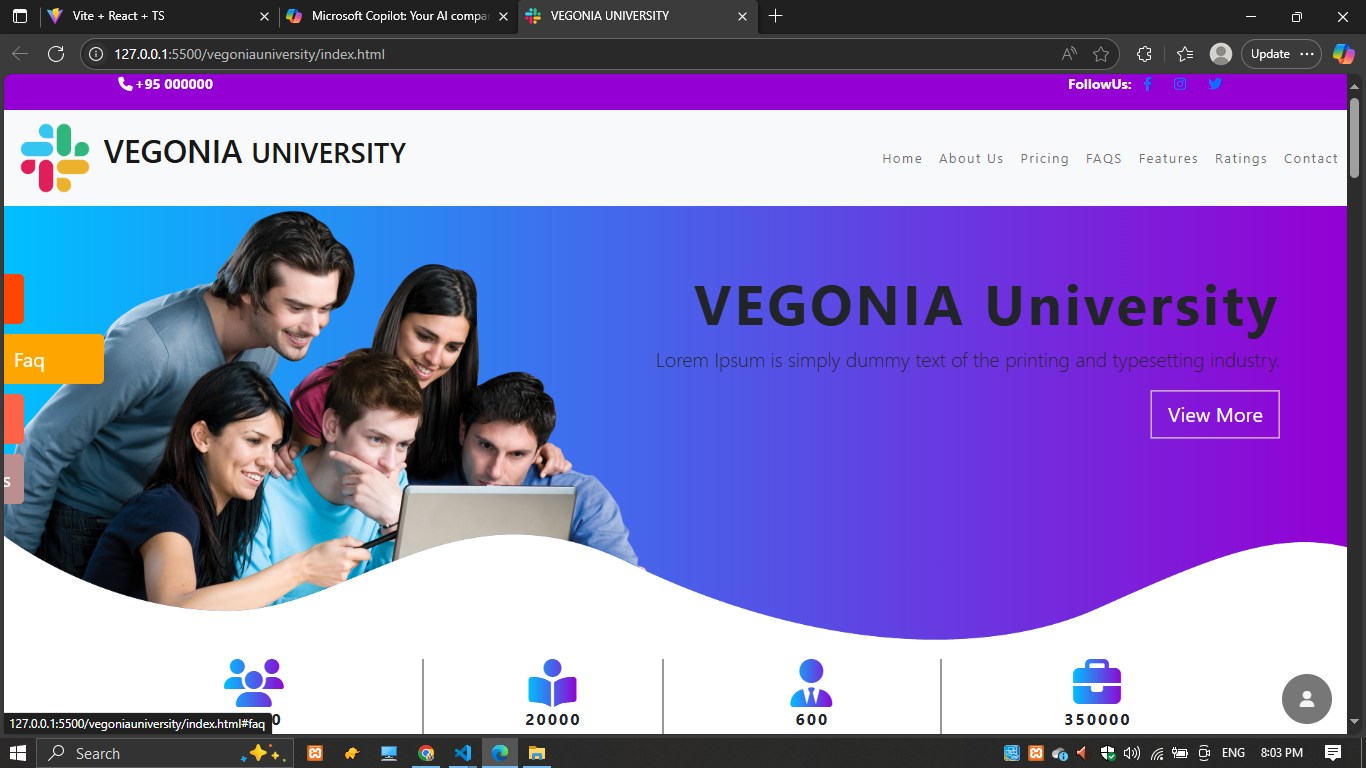 Vite + React + TS
Microsoft Copilot: Your AI compa
VEGONIA UNIVERSITY
127.0.0.1:5500/vegoniauniversity/index.html
Update
+95 000000
FollowUs:
VEGONIA UNIVERSITY
Home About Us Pricing FAQS Features Ratings Contact
VEGONIA University
Lorem Ipsum is simply dummy text of the printing and typesetting industry.
Faq
View More
s
20000
600
350000
127.0.0.1:5500/vegoniauniversity/index.html#faq
Search
ENG
8:03 PM